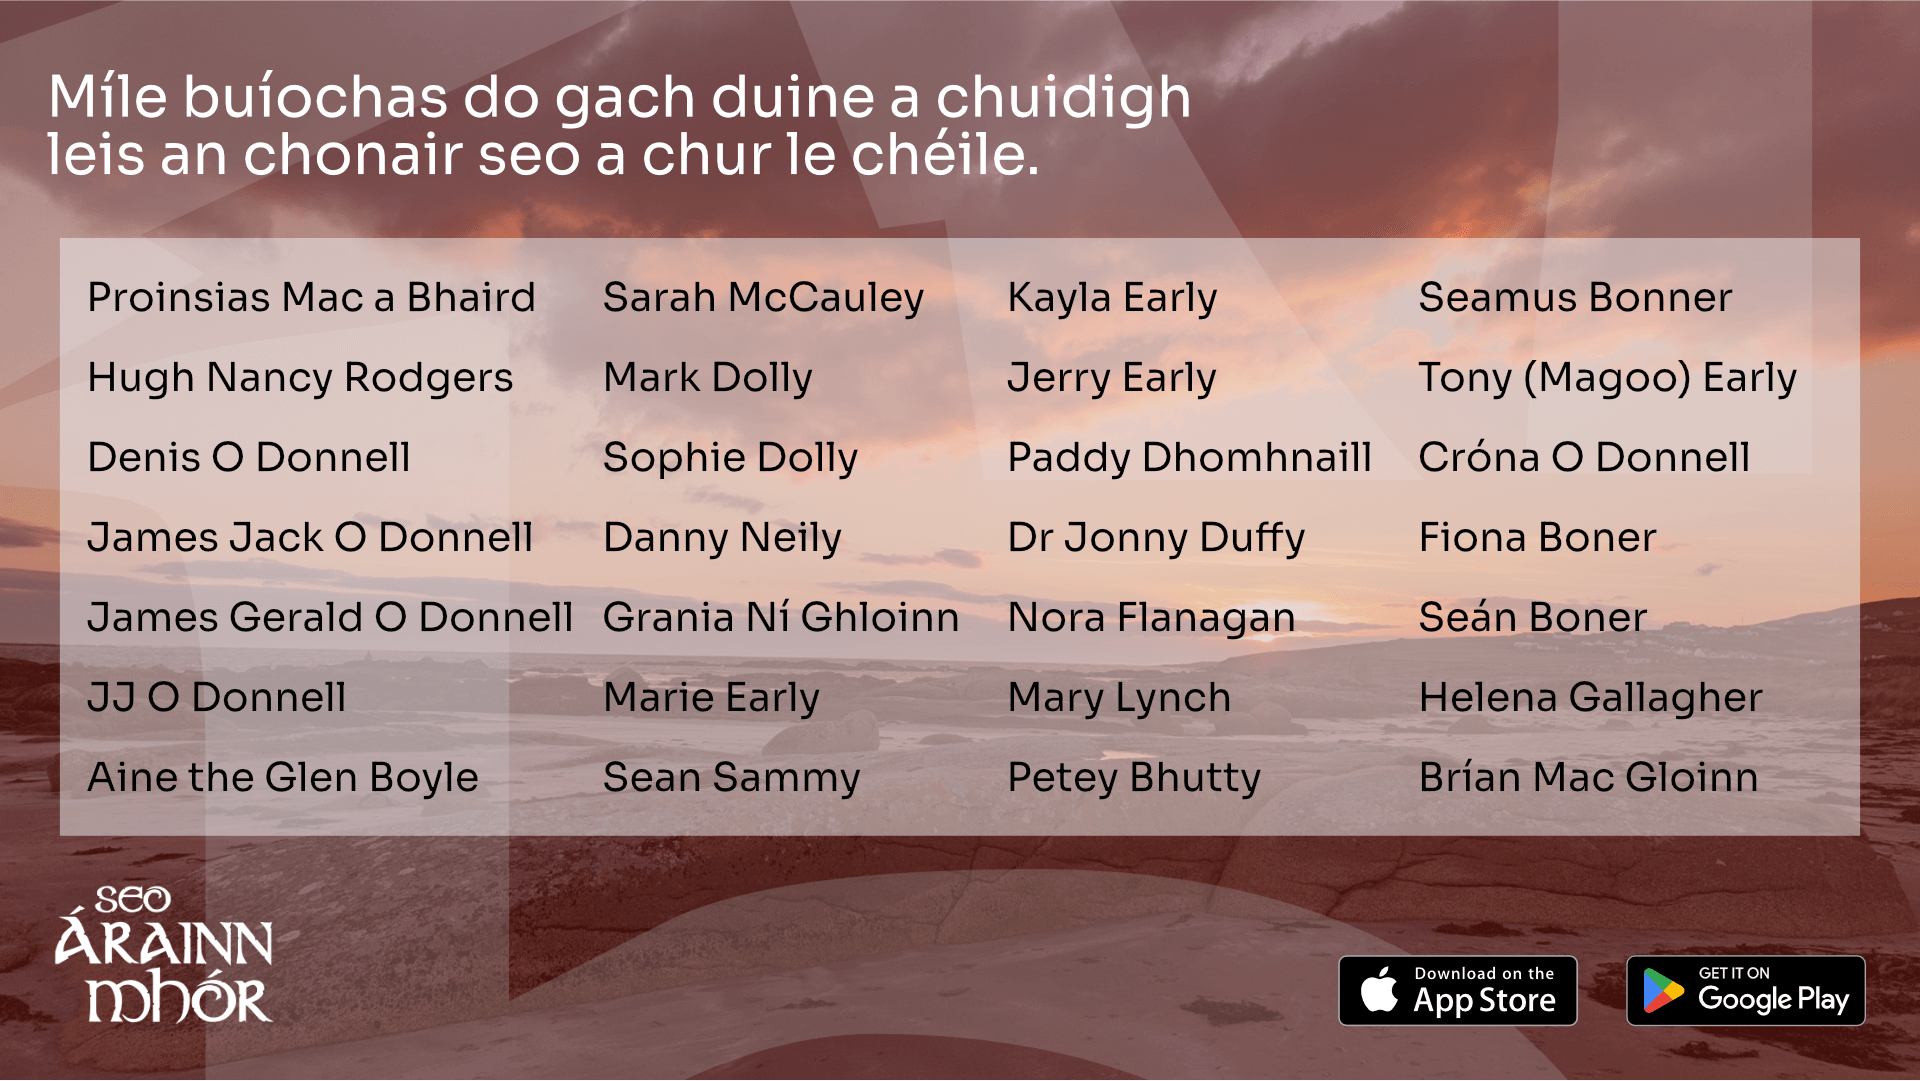 Míle buíochas do gach duine a chuidigh
leis an chonair seo a chur le chéile.
Proinsias Mac a Bhaird
Hugh Nancy Rodgers
Denis O Donnell
James Jack O Donnell
James Gerald O Donnell
JJ O Donnell
Aine the Glen Boyle
Sarah McCauley
Mark Dolly
Sophie Dolly
Danny Neily
Grania Ní Ghloinn
Marie Early
Sean Sammy
Kayla Early
Jerry Early
Paddy Dhomhnaill
Dr Jonny Duffy
Nora Flanagan
Mary Lynch
Petey Bhutty
Seamus Bonner
Tony (Magoo) Early
Cróna O Donnell
Fiona Boner
Seán Boner
Helena Gallagher
Brían Mac Gloinn
SEO
ÁRAINN
MHÓR
Download on the
App Store
GET IT ON
Google Play